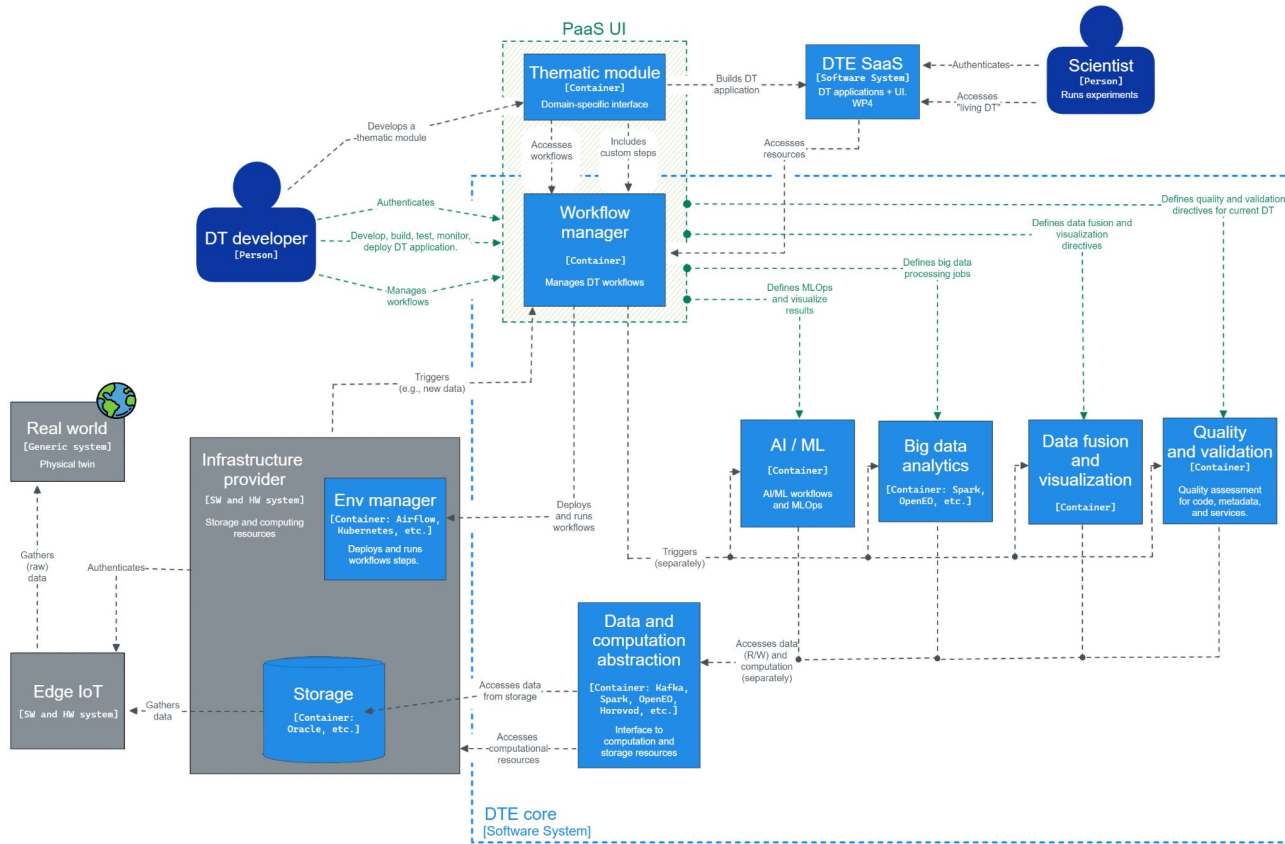 PaaS UI
Thematic module
[Container]
Domain-specific interface
Builds DT
application
DTE SaaS
[Software System]
DT applications + UI.
WP4
Authenticates
Accesses
"living DT"
Scientist
[Person]
Runs experiments
Develops a
thematic module
Accesses
workflows
Includes
custom steps
Accesses
resources
DT developer
[Person]
Authenticates
Develop, build, test, monitor,
deploy DT application.
Manages
workflows
Workflow
manager
[Container]
Manages DT workflows
Defines quality and validation
directives for current DT
Defines data fusion and
visualization
directives
Defines big data
processing jobs
Defines MLOps
and visualize
results
Triggers
(e.g., new data)
Real world
[Generic system]
Physical twin
Infrastructure
provider
[SW and HW system]
Storage and computing
resources
Env manager
[Container: Airflow,
Kubernetes, etc.]
Deploys and runs
workflows steps.
Deploys
and runs
workflows
Triggers
(separately)
AI / ML
[Container]
AI/ML workflows
and MLOps
Big data
analytics
[Container: Spark,
OpenEO, etc.]
Data fusion
and
visualization
[Container]
Quality
and validation
[Container]
Quality assessment
for code, metadata,
and services.
Gathers
(raw)
data
Authenticates
Edge IoT
[SW and HW system]
Gathers
data
Storage
[Container:
Oracle, etc.]
Accesses data
from storage
Accesses
computational
resources
Data and
computation
abstraction
[Container: Kafka,
Spark, OpenEO,
Horovod, etc.]
Interface to
computation and
storage resources
Accesses data
(R/W) and
computation
(separately)
DTE core
[Software System]